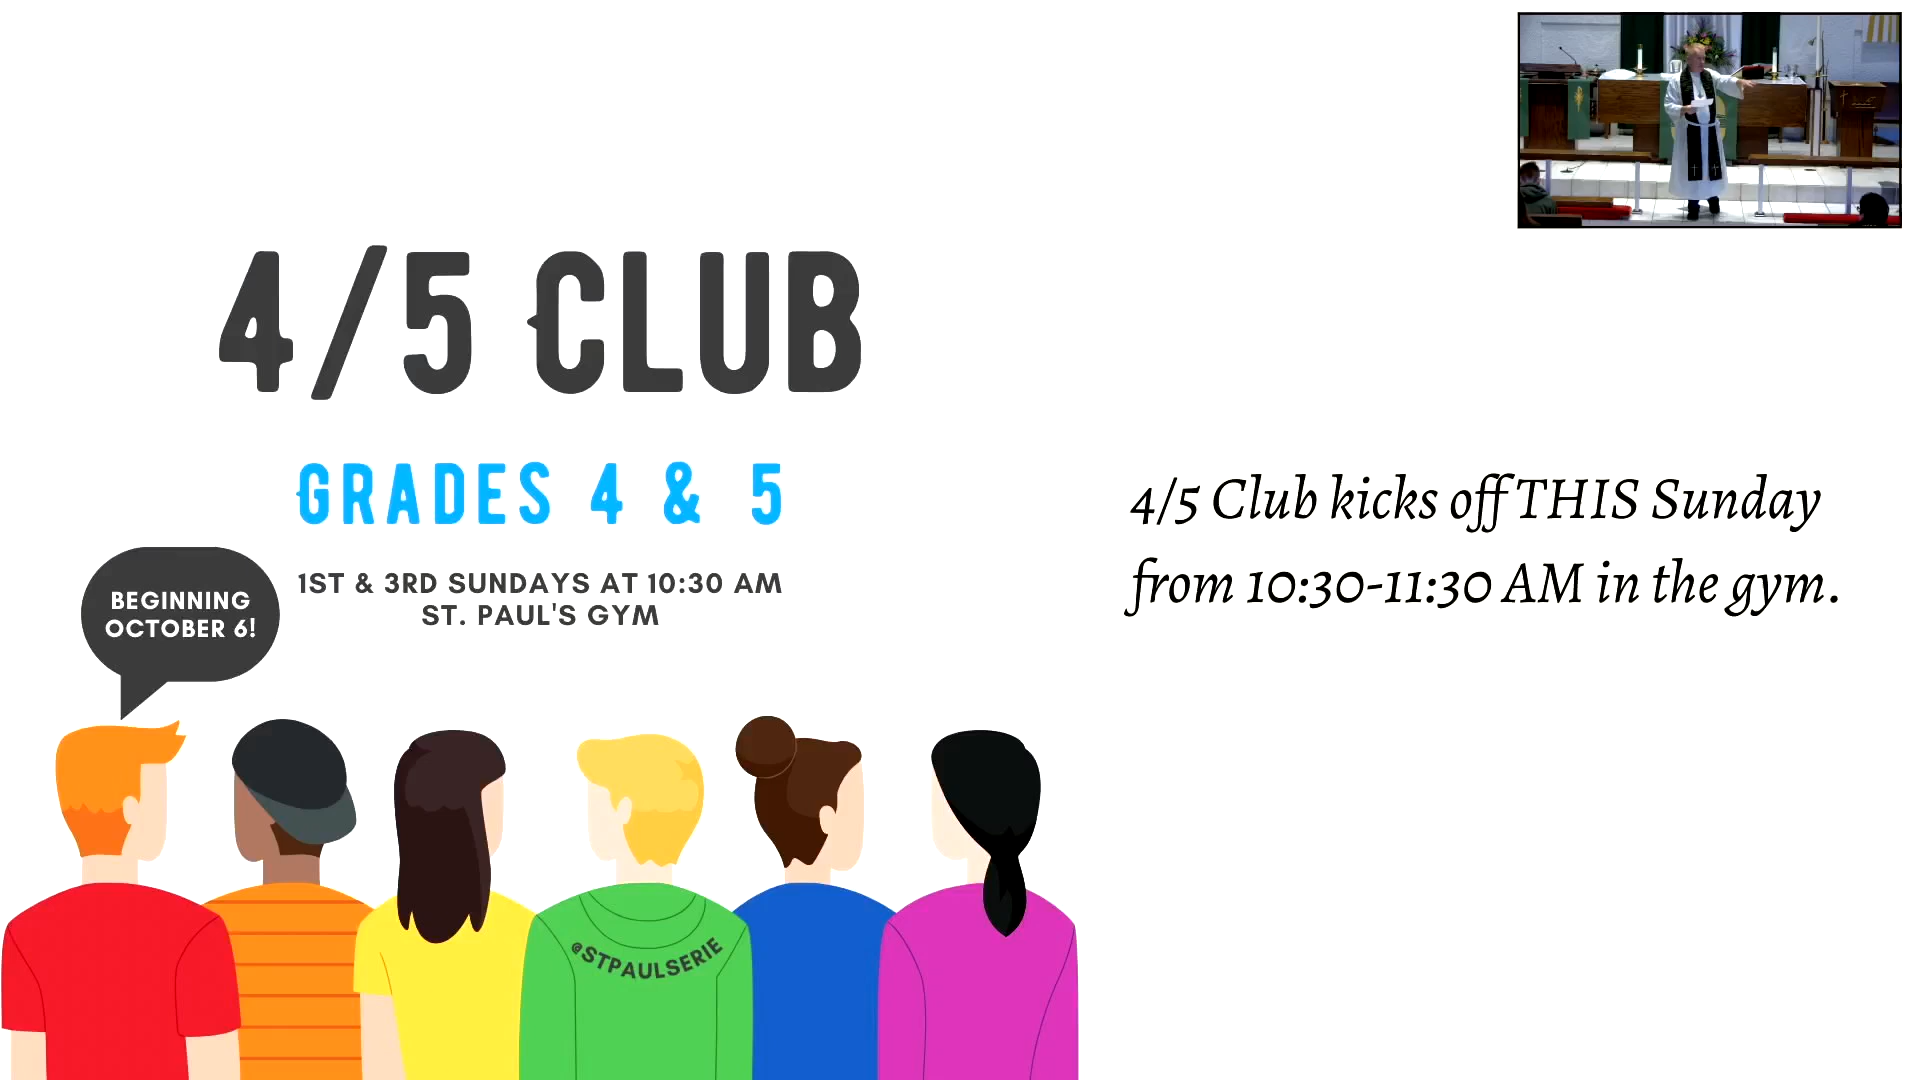 4/5 CLUB
GRADES 4 & 5
1ST & 3RD SUNDAYS AT 10:30 AM
ST. PAUL'S GYM
BEGINNING
OCTOBER 6!
@STPAULSERIE
4/5 Club kicks off THIS Sunday
from 10:30-11:30 AM in the gym.